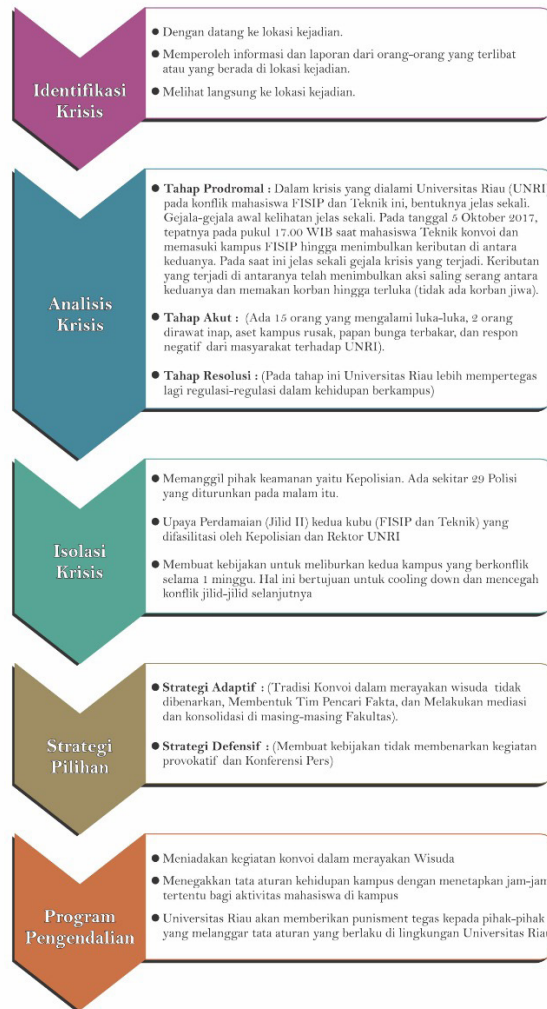 Identifikasi
Krisis
● Dengan datang ke lokasi kejadian.
● Memperoleh informasi dan laporan dari orang-orang yang terlibat
atau yang berada di lokasi kejadian.
● Melihat langsung ke lokasi kejadian.
Analisis
Krisis
● Tahap Prodromal : Dalam krisis yang dialami Universitas Riau (UNRI)
pada konflik mahasiswa FISIP dan Teknik ini, bentuknya jelas sekali.
Gejala-gejala awal kelihatan jelas sekali. Pada tanggal 5 Oktober 2017,
tepatnya pada pukul 17.00 WIB saat mahasiswa Teknik konvoi dan
memasuki kampus FISIP hingga menimbulkan keributan di antara
keduanya. Pada saat ini jelas sekali gejala krisis yang terjadi. Keributan
yang terjadi di antaranya telah menimbulkan aksi saling serang antara
keduanya dan memakan korban hingga terluka (tidak ada korban jiwa).
● Tahap Akut : (Ada 15 orang yang mengalami luka-luka, 2 orang
dirawat inap, aset kampus rusak, papan bunga terbakar, dan respon
negatif dari masyarakat terhadap UNRI).
● Tahap Resolusi : (Pada tahap ini Universitas Riau lebih mempertegas
lagi regulasi-regulasi dalam kehidupan berkampus)
Isolasi
Krisis
● Memanggil pihak keamanan yaitu Kepolisian. Ada sekitar 29 Polisi
yang diturunkan pada malam itu.
● Upaya Perdamaian (Jilid II) kedua kubu (FISIP dan Teknik) yang
difasilitasi oleh Kepolisian dan Rektor UNRI
● Membuat kebijakan untuk meliburkan kedua kampus yang berkonflik
selama 1 minggu. Hal ini bertujuan untuk cooling down dan mencegah
konflik jilid-jilid selanjutnya
Strategi
Pilihan
● Strategi Adaptif : (Tradisi Konvoi dalam merayakan wisuda tidak
dibenarkan, Membentuk Tim Pencari Fakta, dan Melakukan mediasi
dan konsolidasi di masing-masing Fakultas).
● Strategi Defensif : (Membuat kebijakan tidak membenarkan kegiatan
provokatif dan Konferensi Pers)
Program
Pengendalian
● Meniadakan kegiatan konvoi dalam merayakan Wisuda
● Menegakkan tata aturan kehidupan kampus dengan menetapkan jam-jam
tertentu bagi aktivitas mahasiswa di kampus
● Universitas Riau akan memberikan punisment tegas kepada pihak-pihak
yang melanggar tata aturan yang berlaku di lingkungan Universitas Riau